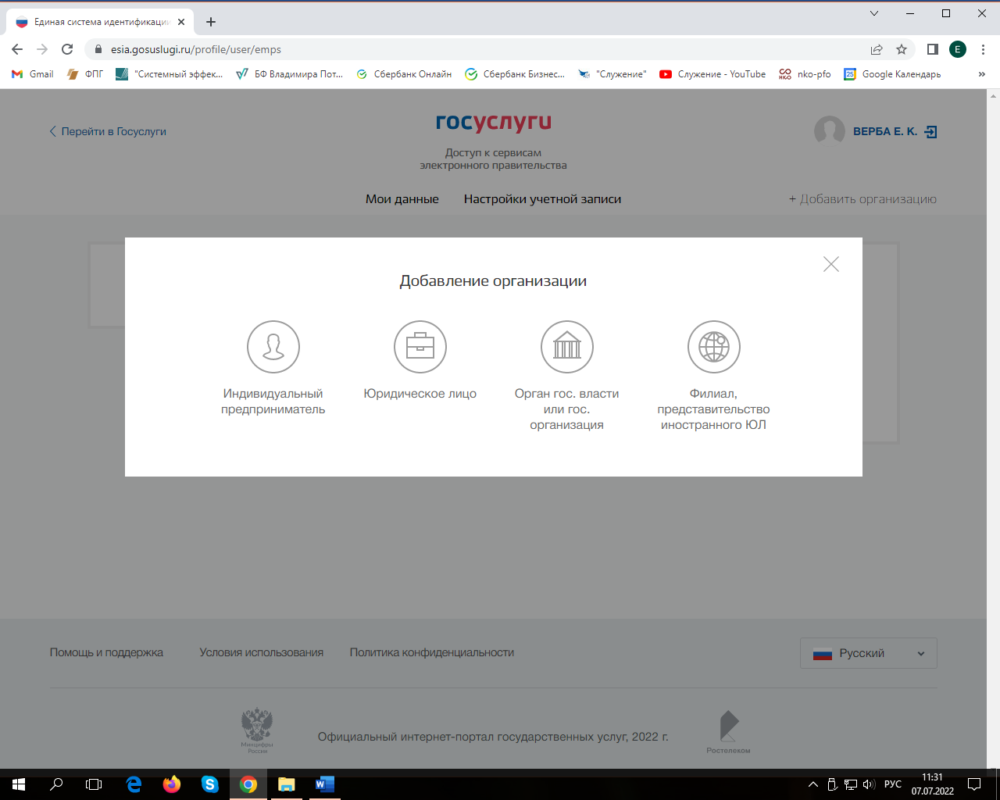 Единая система идентификаци
esia.gosuslugi.ru/profile/user/emps
E
Gmail
ФПГ
"Системный эффек...
БФ Владимира Пот...
Сбербанк Онлайн
Сбербанк Бизнес...
"Служение"
Служение - YouTube
nko-pfo
Google Календарь
»
Перейти в Госуслуги
госуслуги
Доступ к сервисам
электронного правительства
ВЕРБА Е. К.
Мои данные
Настройки учетной записи
+ Добавить организацию
Добавление организации
Индивидуальный
предприниматель
Юридическое лицо
Орган гос. власти
или гос.
организация
Филиал,
представительство
иностранного ЮЛ
Помощь и поддержка
Условия использования
Политика конфиденциальности
Русский
Минцифры
России
Официальный интернет-портал государственных услуг, 2022 г.
Ростелеком
РУС
11:31
07.07.2022